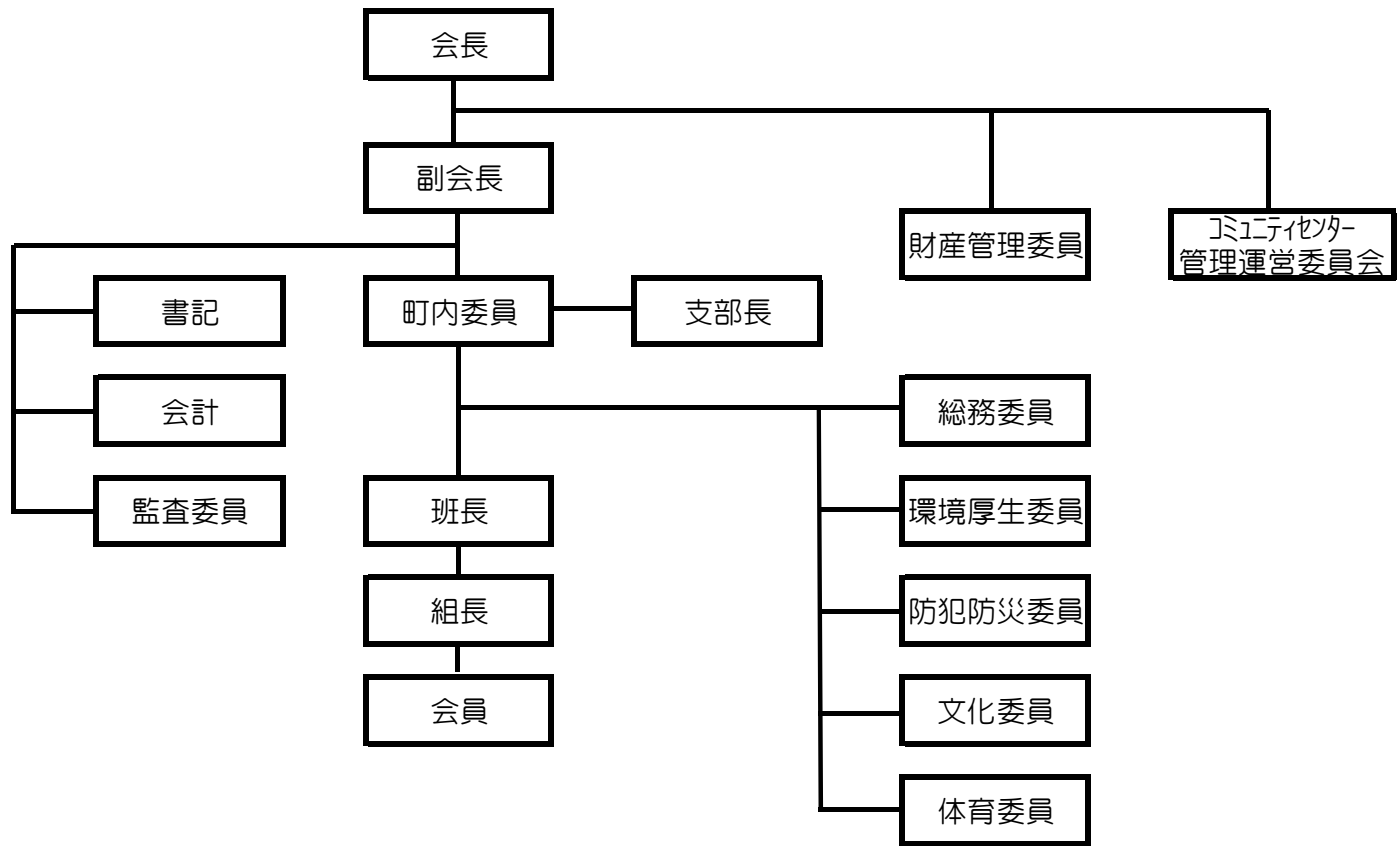 会長
副会長
財産管理委員
コミュニティセンター
管理運営委員会
書記
町内委員
支部長
会計
総務委員
監査委員
班長
環境厚生委員
組長
防犯防災委員
会員
文化委員
体育委員